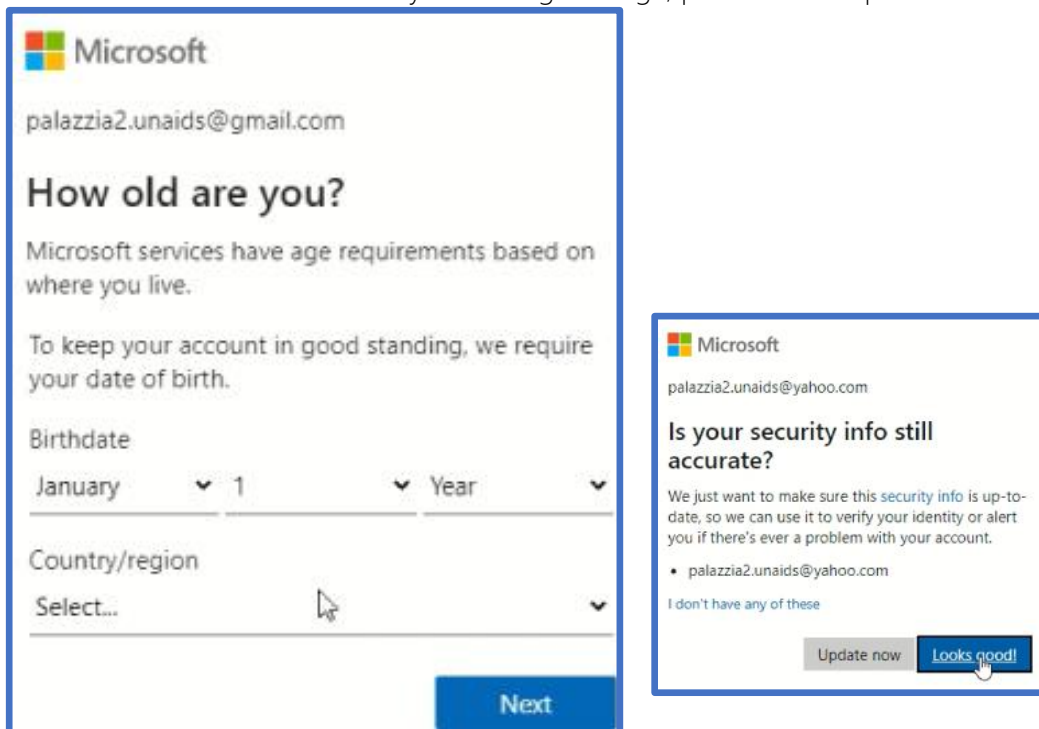 Microsoft
palazzia2.unaids@gmail.com
How old are you?
Microsoft services have age requirements based on
where you live.
To keep your account in good standing, we require
your date of birth.
Birthdate
January 1 Year
Country/region
Select...
Next
Microsoft
palazzia2.unaids@yahoo.com
Is your security info still
accurate?
We just want to make sure this security info is up-to-
date, so we can use it to verify your identity or alert
you if there's ever a problem with your account.
• palazzia2.unaids@yahoo.com
I don't have any of these
Update now Looks good!